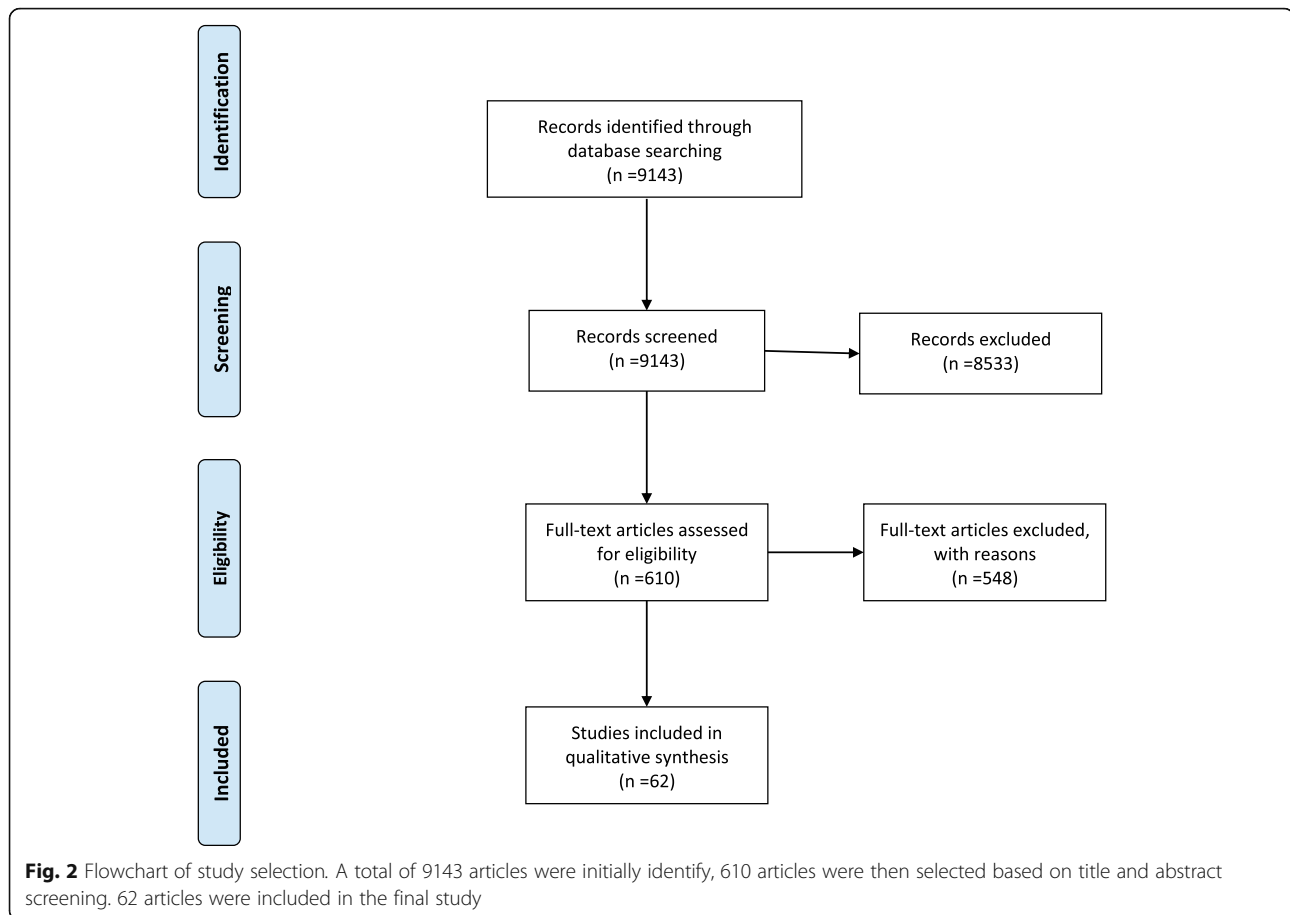 Identification
Records identified through
database searching
(n =9143)
Screening
Records screened
(n =9143)
Records excluded
(n =8533)
Eligibility
Full-text articles assessed
for eligibility
(n =610)
Full-text articles excluded,
with reasons
(n =548)
Included
Studies included in
qualitative synthesis
(n =62)
Fig. 2 Flowchart of study selection. A total of 9143 articles were initially identify, 610 articles were then selected based on title and abstract
screening. 62 articles were included in the final study